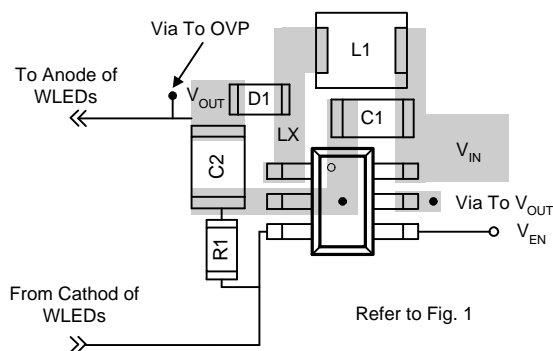 Via To OVP
L1
To Anode of
WLEDs
VOUT
D1
C1
LX
VIN
C2
Via To VOUT
VEN
R1
From Cathod of
WLEDs
Refer to Fig. 1